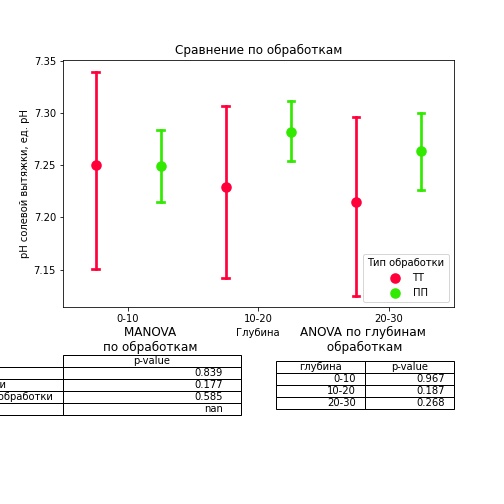 Сравнение по обработкам
рН солевой вытяжки, ед. рН
7.35
7.30
7.25
7.20
7.15
Тип обработки
ТТ
ПП
0-10
10-20
20-30
Глубина
MANOVA
по обработкам
p-value
0.839
и 0.177
обработки 0.585
nan
ANOVA по глубинам
обработкам
глубина p-value
0-10 0.967
10-20 0.187
20-30 0.268